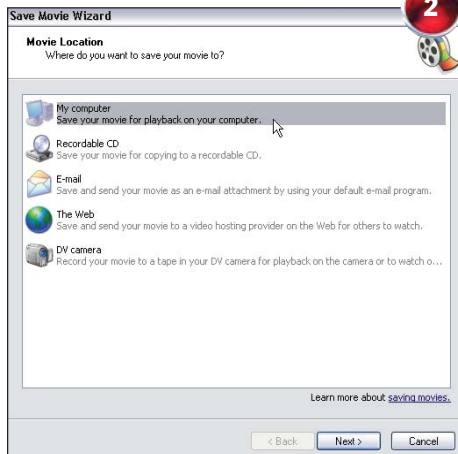 Save Movie Wizard
2
Movie Location
Where do you want to save your movie to?
My computer
Save your movie for playback on your computer.
Recordable CD
Save your movie for copying to a recordable CD.
E-mail
Save and send your movie as an e-mail attachment by using your default e-mail program.
The Web
Save and send your movie to a video hosting provider on the Web for others to watch.
DV camera
Record your movie to a tape in your DV camera for playback on the camera or to watch o...
Learn more about saving movies.
< Back Next > Cancel